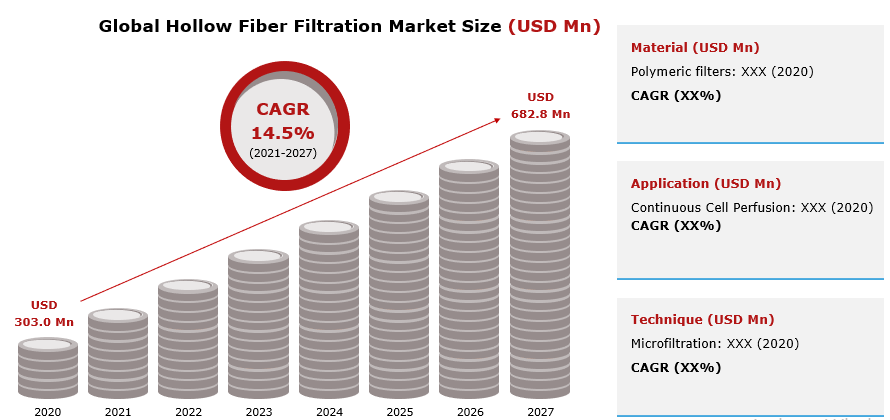 Global Hollow Fiber Filtration Market Size (USD Mn)
CAGR
14.5%
(2021-2027)
USD
682.8 Mn
USD
303.0 Mn
2020
2021
2022
2023
2024
2025
2026
2027
Material (USD Mn)
Polymeric filters: XXX (2020)
CAGR (XX%)
Application (USD Mn)
Continuous Cell Perfusion: XXX (2020)
CAGR (XX%)
Technique (USD Mn)
Microfiltration: XXX (2020)
CAGR (XX%)